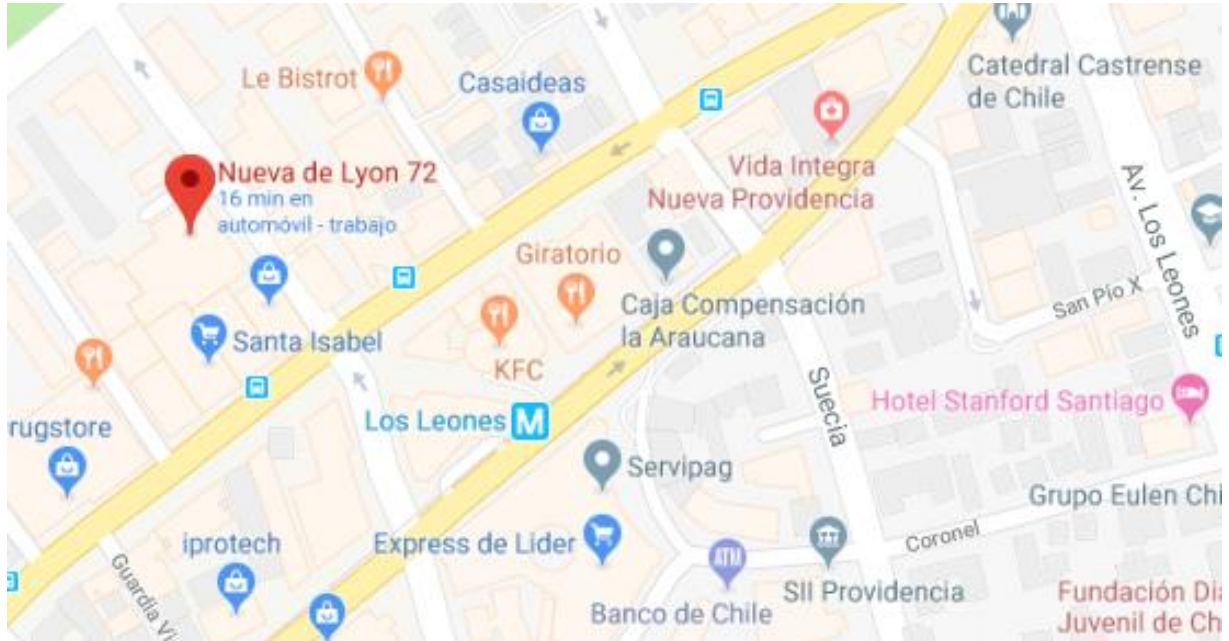 Le Bistrot
Casaideas
Catedral Castrense
de Chile
Nueva de Lyon 72
16 min en
automóvil - trabajo
Vida Integra
Nueva Providencia
Av. Los Leones
Giratorio
Caja Compensación
la Araucana
San Pío X
Santa Isabel
KFC
Suecia
Hotel Stanford Santiago
Los Leones M
rugstore
Servipag
Grupo Eulen Chi
iprotech
Express de Lider
Coronel
Guardia Vi
ATM
Banco de Chile
SII Providencia
Fundación Dia
Juvenil de Ch